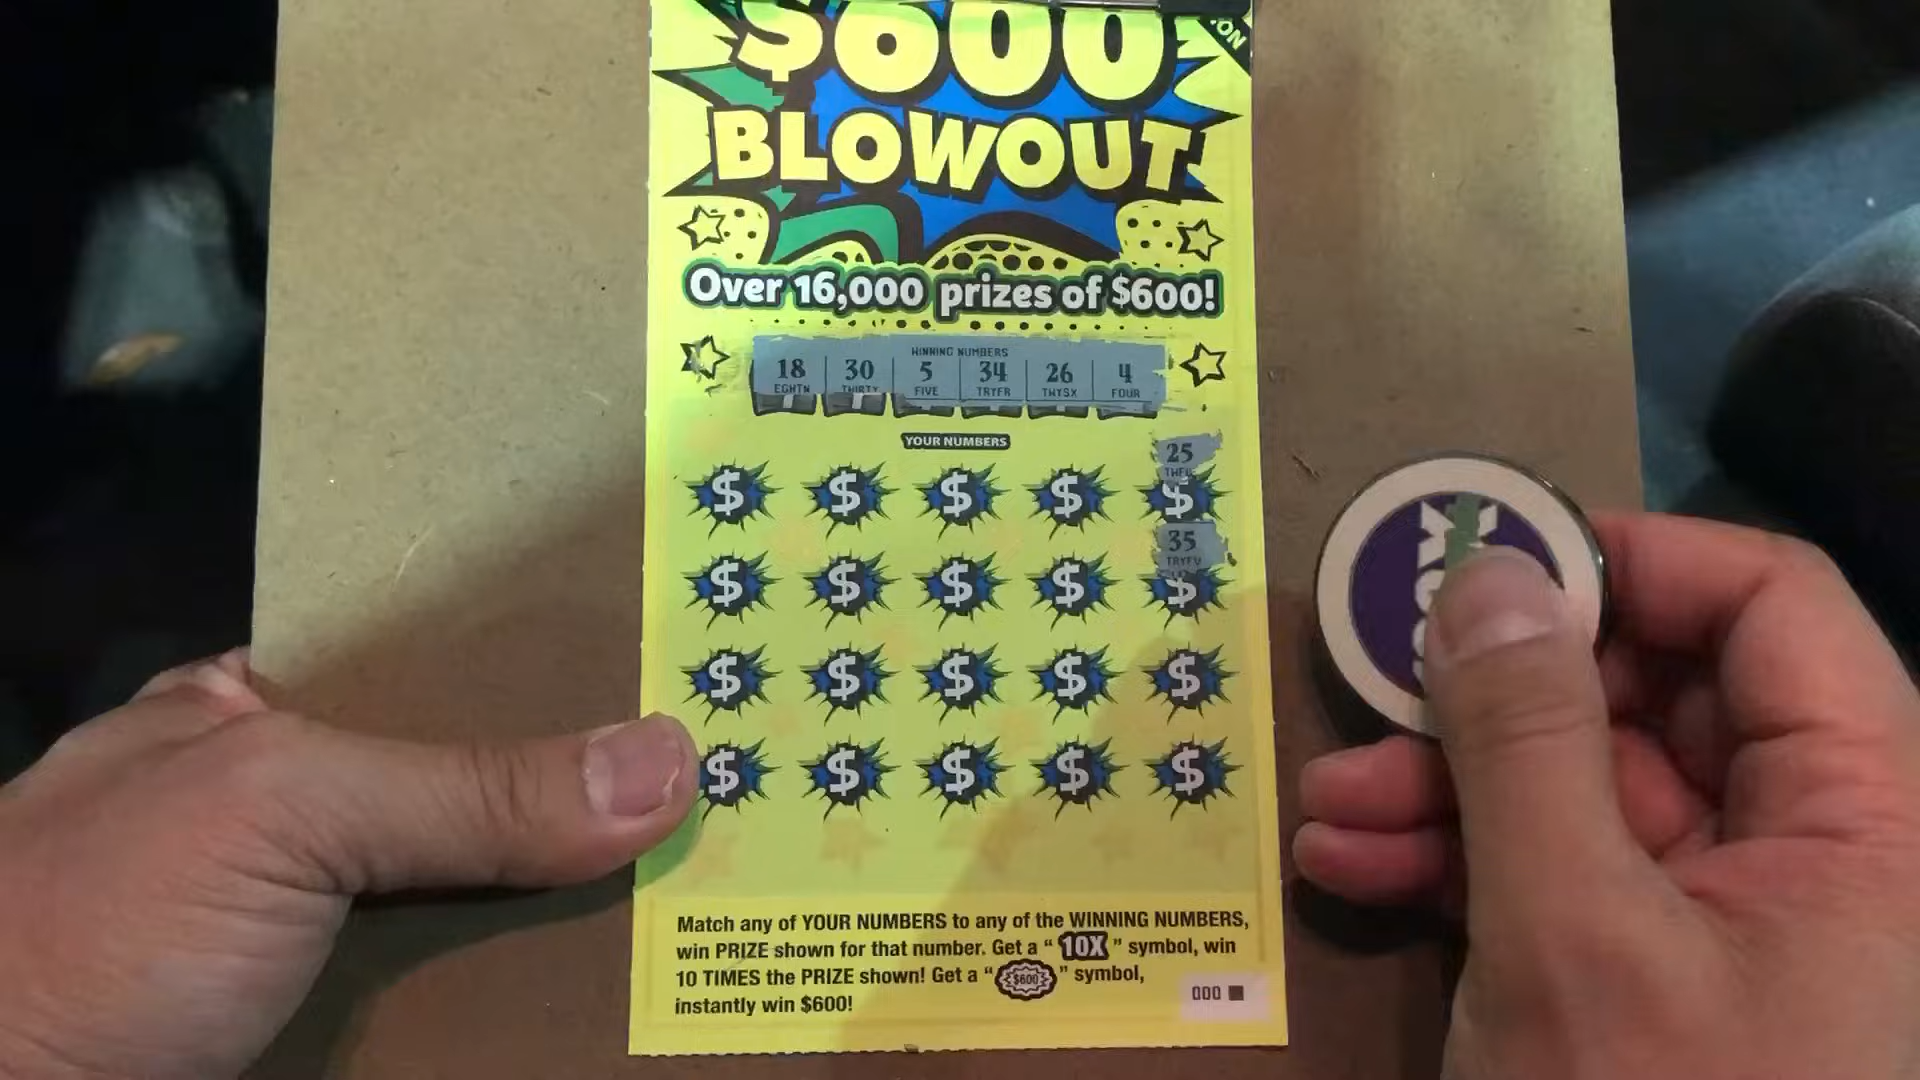 $600
BLOWOUT
Over 16,000 prizes of $600!
WINNING NUMBERS
18 30 5 34 26 4
EGHTN THIRTY FIVE TRYFR TWYSX FOUR
YOUR NUMBERS
25
$ $ $ $ $
35
TRYFV
$ $ $ $ $
$ $ $ $ $
$ $ $ $ $
Match any of YOUR NUMBERS to any of the WINNING NUMBERS,
win PRIZE shown for that number. Get a “ 10X ” symbol, win
10 TIMES the PRIZE shown! Get a “ $600 ” symbol,
instantly win $600!
000